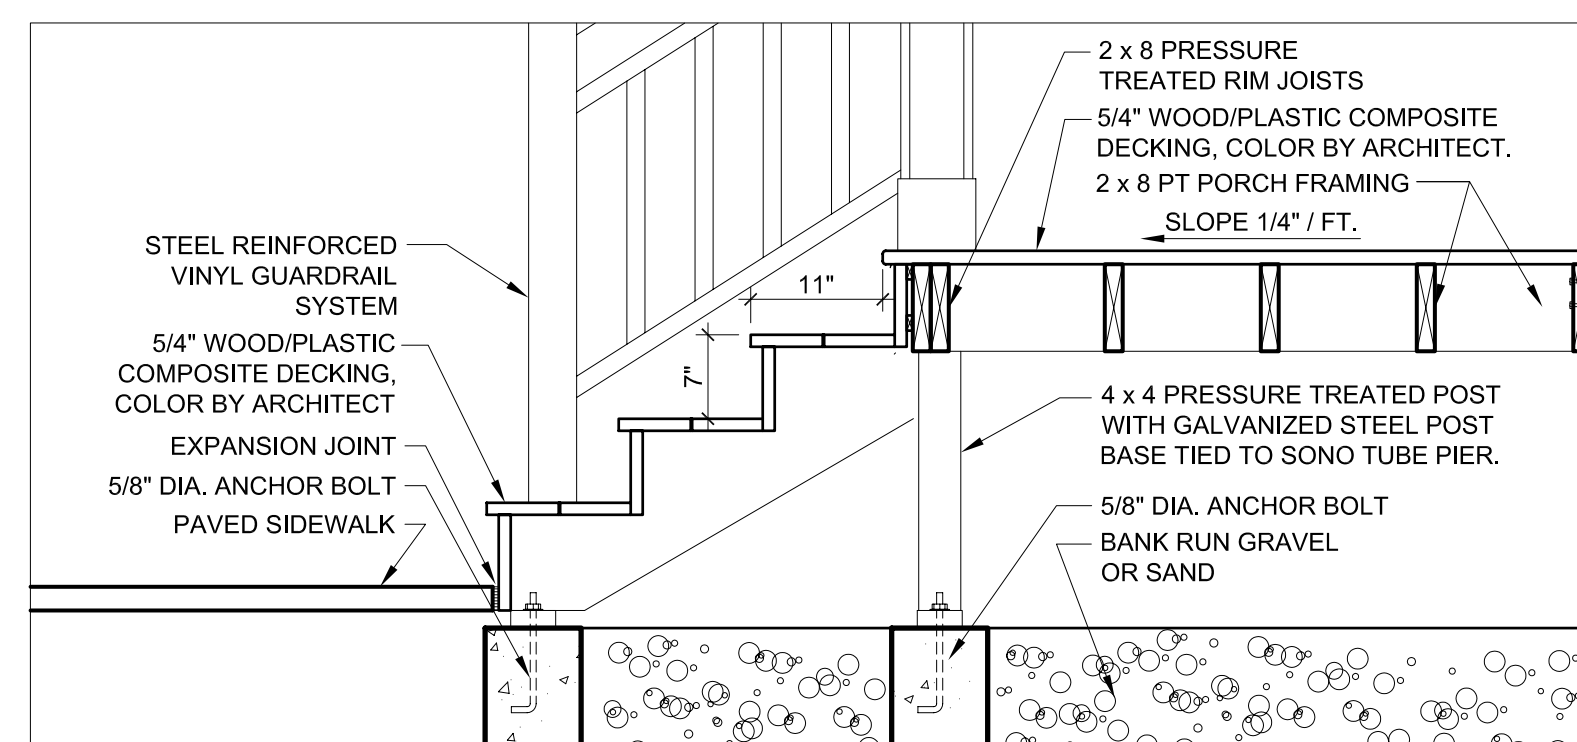 2 x 8 PRESSURE
TREATED RIM JOISTS
5/4" WOOD/PLASTIC COMPOSITE
DECKING, COLOR BY ARCHITECT.
2 x 8 PT PORCH FRAMING
SLOPE 1/4" / FT.
STEEL REINFORCED
VINYL GUARDRAIL
SYSTEM
5/4" WOOD/PLASTIC
COMPOSITE DECKING,
COLOR BY ARCHITECT
EXPANSION JOINT
5/8" DIA. ANCHOR BOLT
PAVED SIDEWALK
11"
7"
4 x 4 PRESSURE TREATED POST
WITH GALVANIZED STEEL POST
BASE TIED TO SONO TUBE PIER.
5/8" DIA. ANCHOR BOLT
BANK RUN GRAVEL
OR SAND